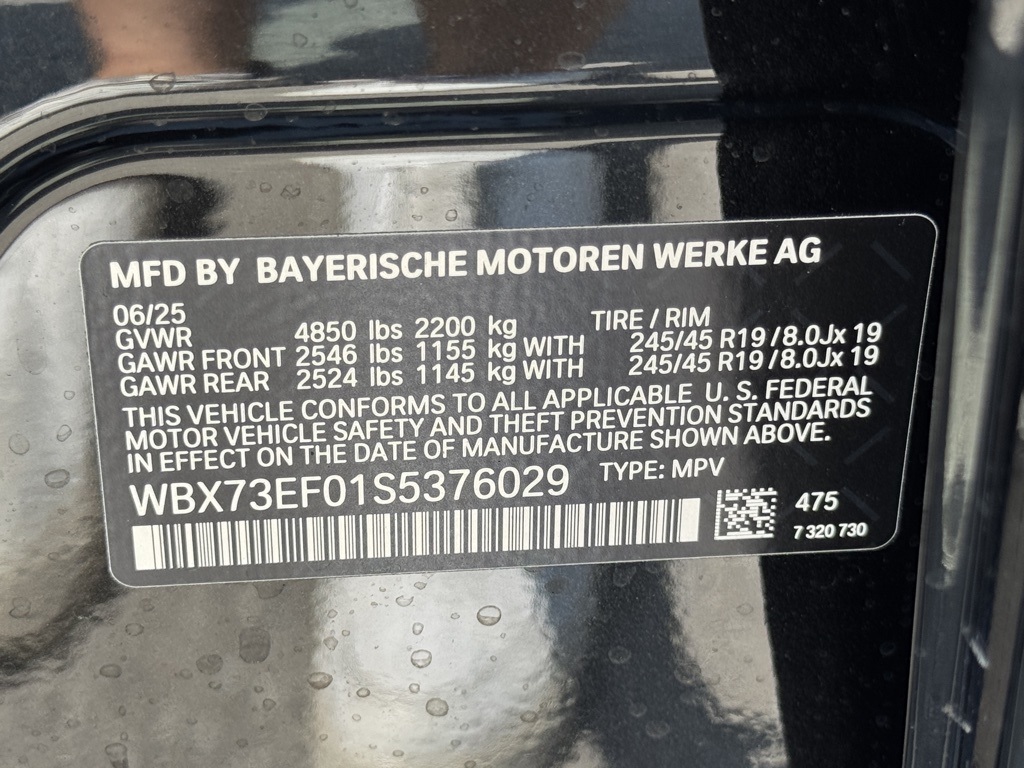 MFD BY BAYERISCHE MOTOREN WERKE AG
06/25
GVWR 4850 lbs 2200 kg TIRE / RIM
GAWR FRONT 2546 lbs 1155 kg WITH 245/45 R19 / 8.0Jx 19
GAWR REAR 2524 lbs 1145 kg WITH 245/45 R19 / 8.0Jx 19
THIS VEHICLE CONFORMS TO ALL APPLICABLE U. S. FEDERAL
MOTOR VEHICLE SAFETY AND THEFT PREVENTION STANDARDS
IN EFFECT ON THE DATE OF MANUFACTURE SHOWN ABOVE.
WBX73EF01S5376029 TYPE: MPV
475
7 320 730